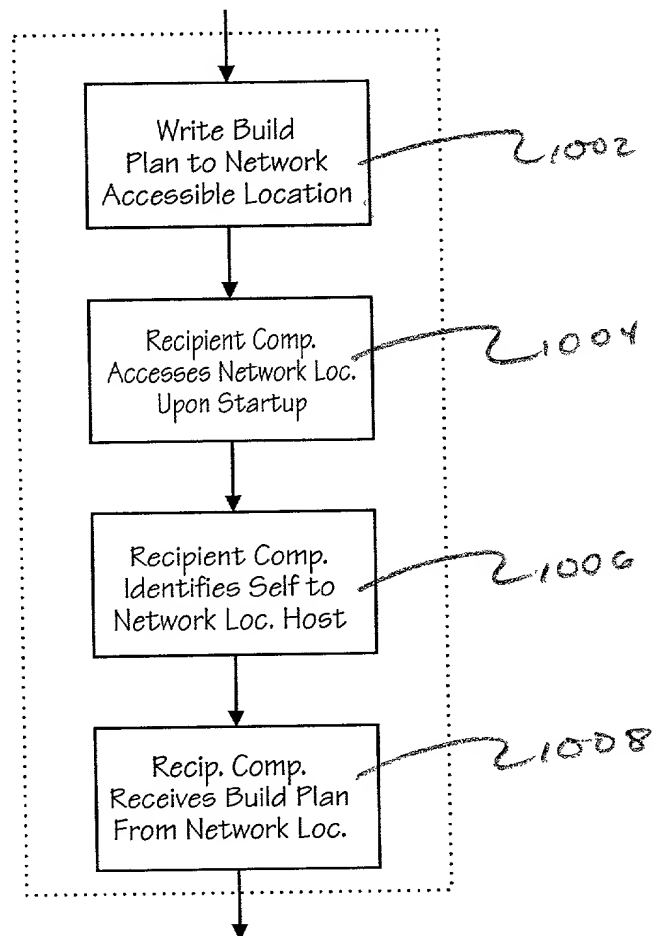 Write Build
Plan to Network
Accessible Location
1002
Recipient Comp.
Accesses Network Loc.
Upon Startup
1004
Recipient Comp.
Identifies Self to
Network Loc. Host
1006
Recip. Comp.
Receives Build Plan
From Network Loc.
1008